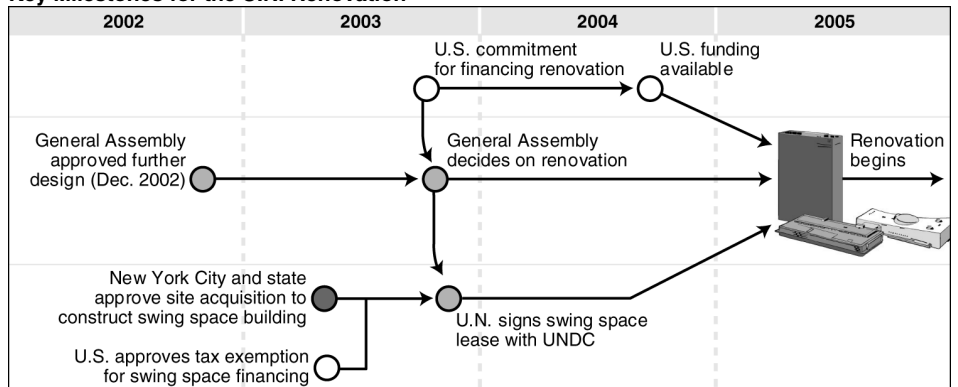 Key Milestones for the U.N. Renovation
2002
2003
2004
2005
U.S. commitment
for financing renovation
U.S. funding
available
General Assembly
approved further
design (Dec. 2002)
General Assembly
decides on renovation
Renovation
begins
New York City and state
approve site acquisition to
construct swing space building
U.N. signs swing space
lease with UNDC
U.S. approves tax exemption
for swing space financing